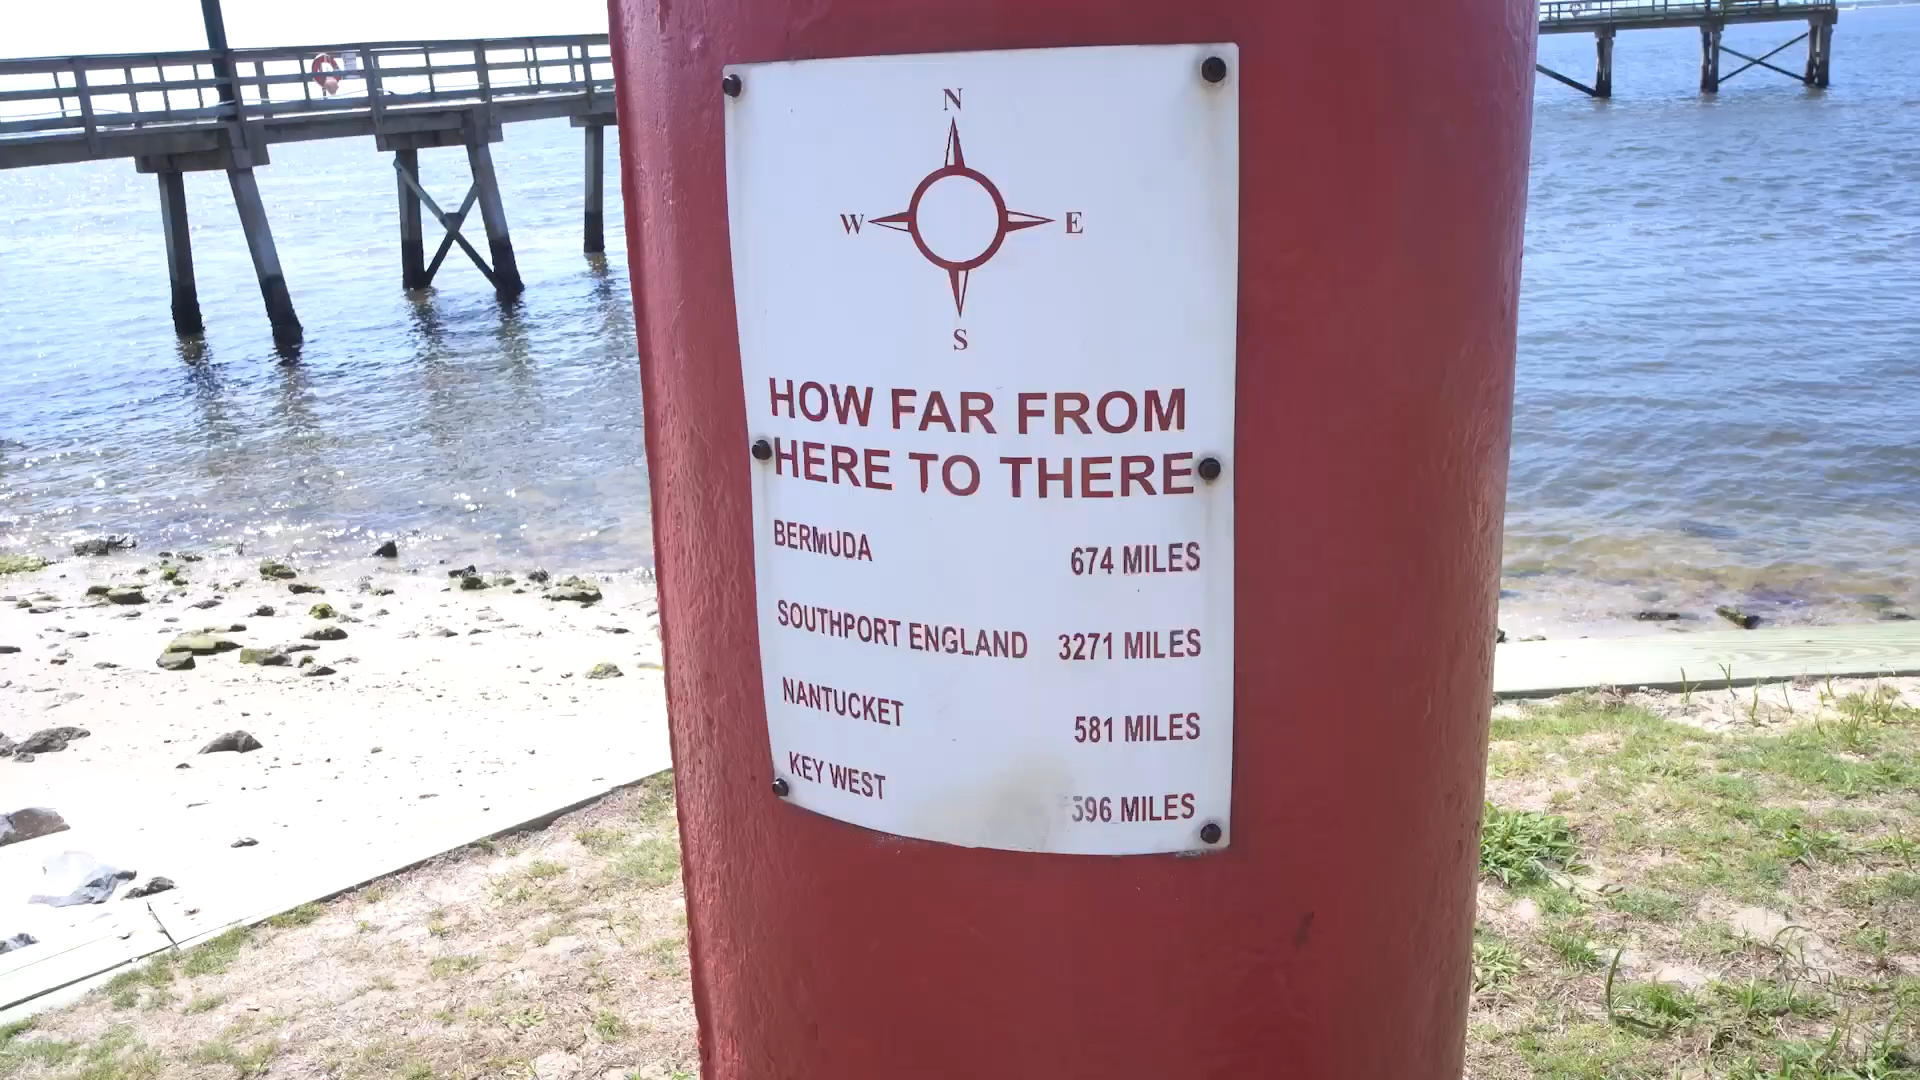 N
W E
S
HOW FAR FROM
HERE TO THERE
BERMUDA 674 MILES
SOUTHPORT ENGLAND 3271 MILES
NANTUCKET 581 MILES
KEY WEST 596 MILES